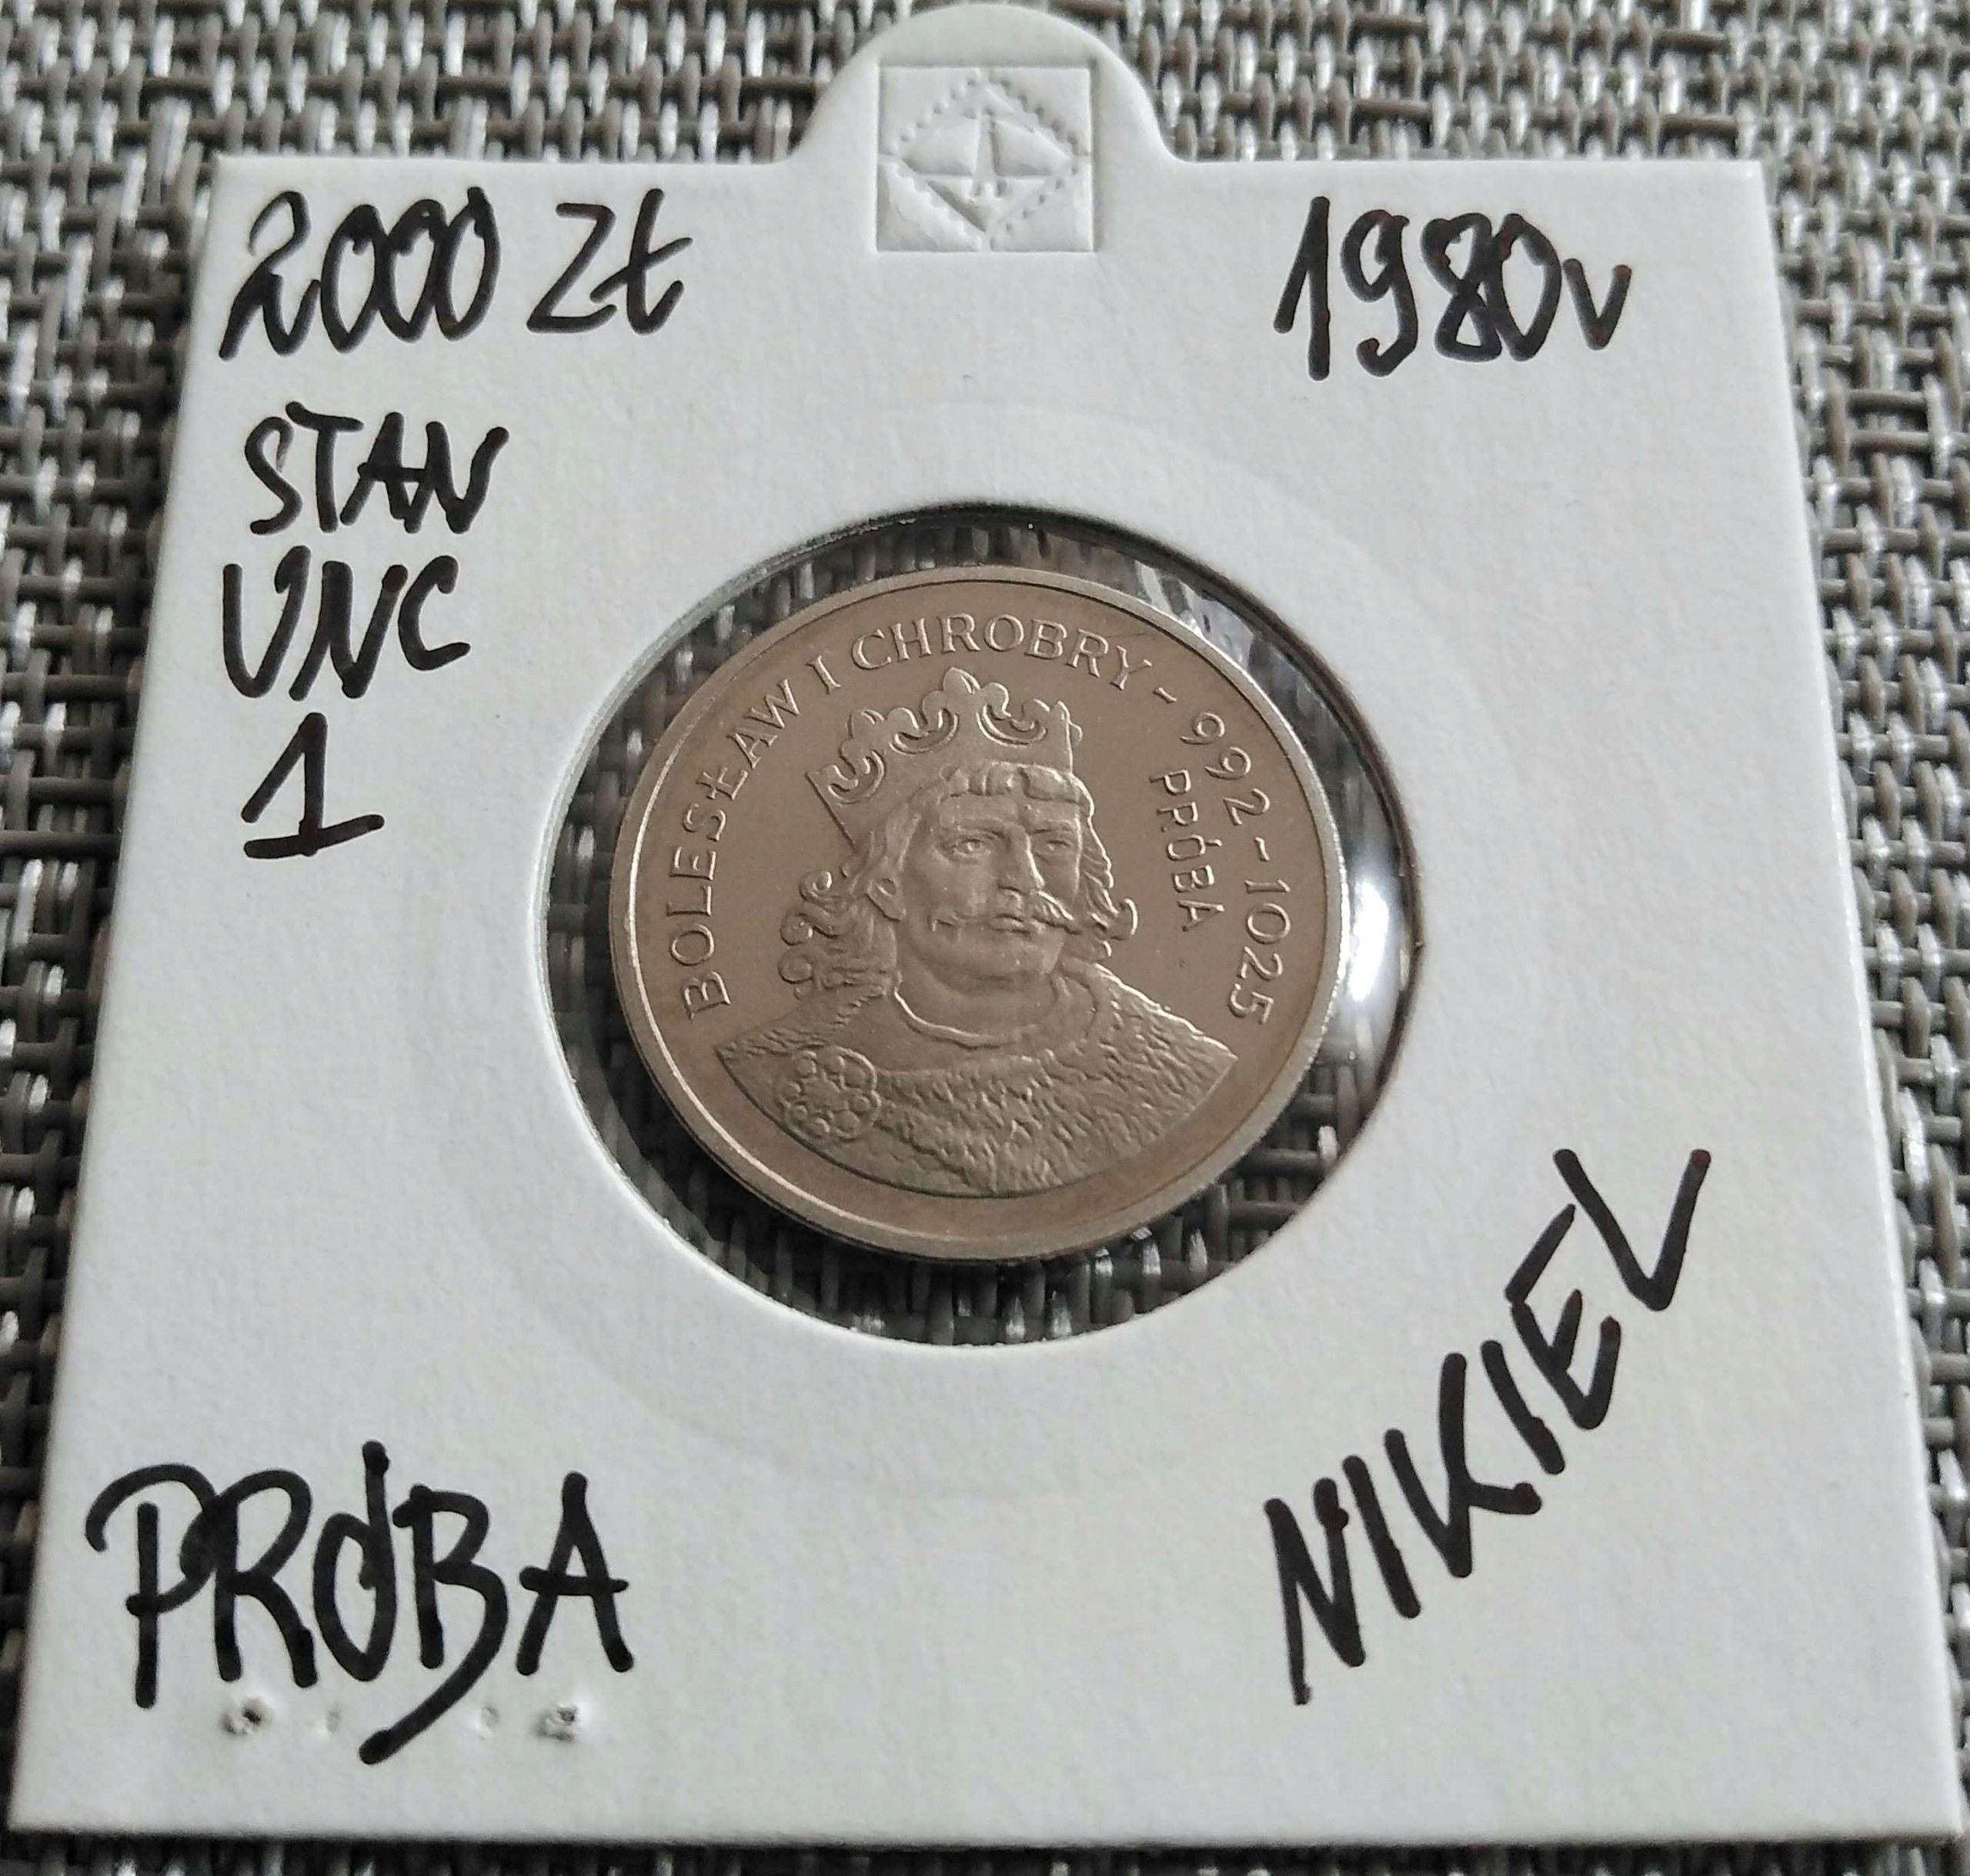 2000 zł
1980r
STAN
UNC
1
BOLESŁAW I CHROBRY - 992-1025
PRÓBA
PRÓBA
NIKIEL